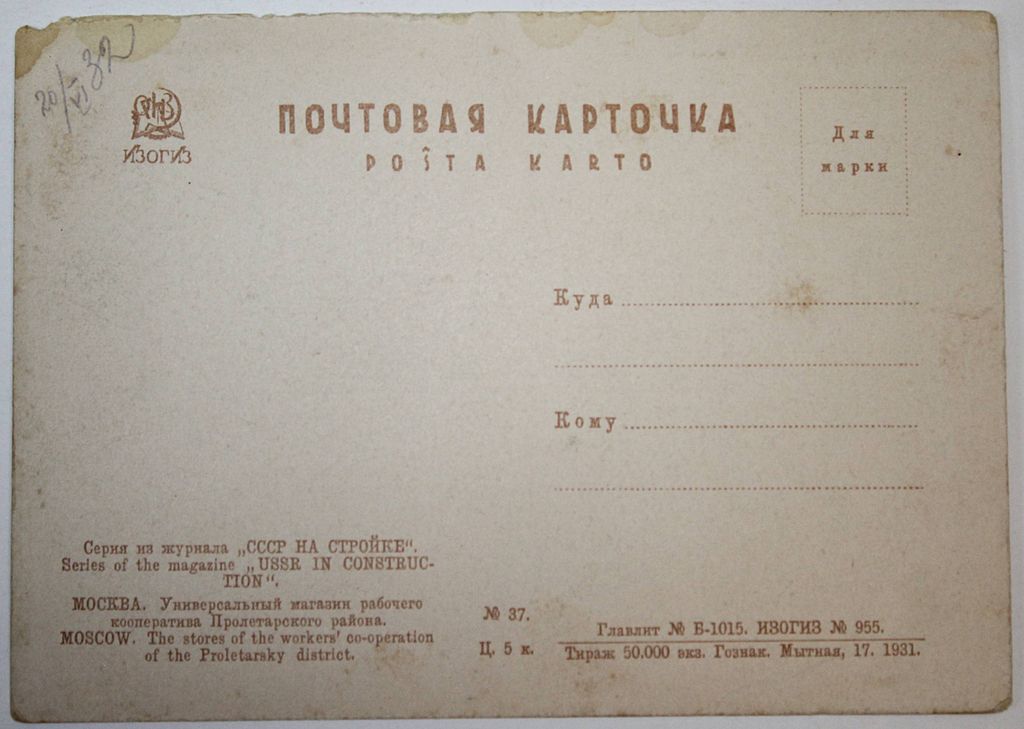 20/VI 32
ИЗОГИЗ
ПОЧТОВАЯ КАРТОЧКА
POŜTA KARTO
Для
марки
Куда
Кому
Серия из журнала „СССР НА СТРОЙКЕ“.
Series of the magazine „USSR IN CONSTRUC-
TION“.
МОСКВА. Универсальный магазин рабочего
кооператива Пролетарского района.
MOSCOW. The stores of the workers' co-operation
of the Proletarsky district.
№ 37.
Ц. 5 к.
Главлит № Б-1015. ИЗОГИЗ № 955.
Тираж 50.000 экз. Гознак. Мытная, 17. 1931.